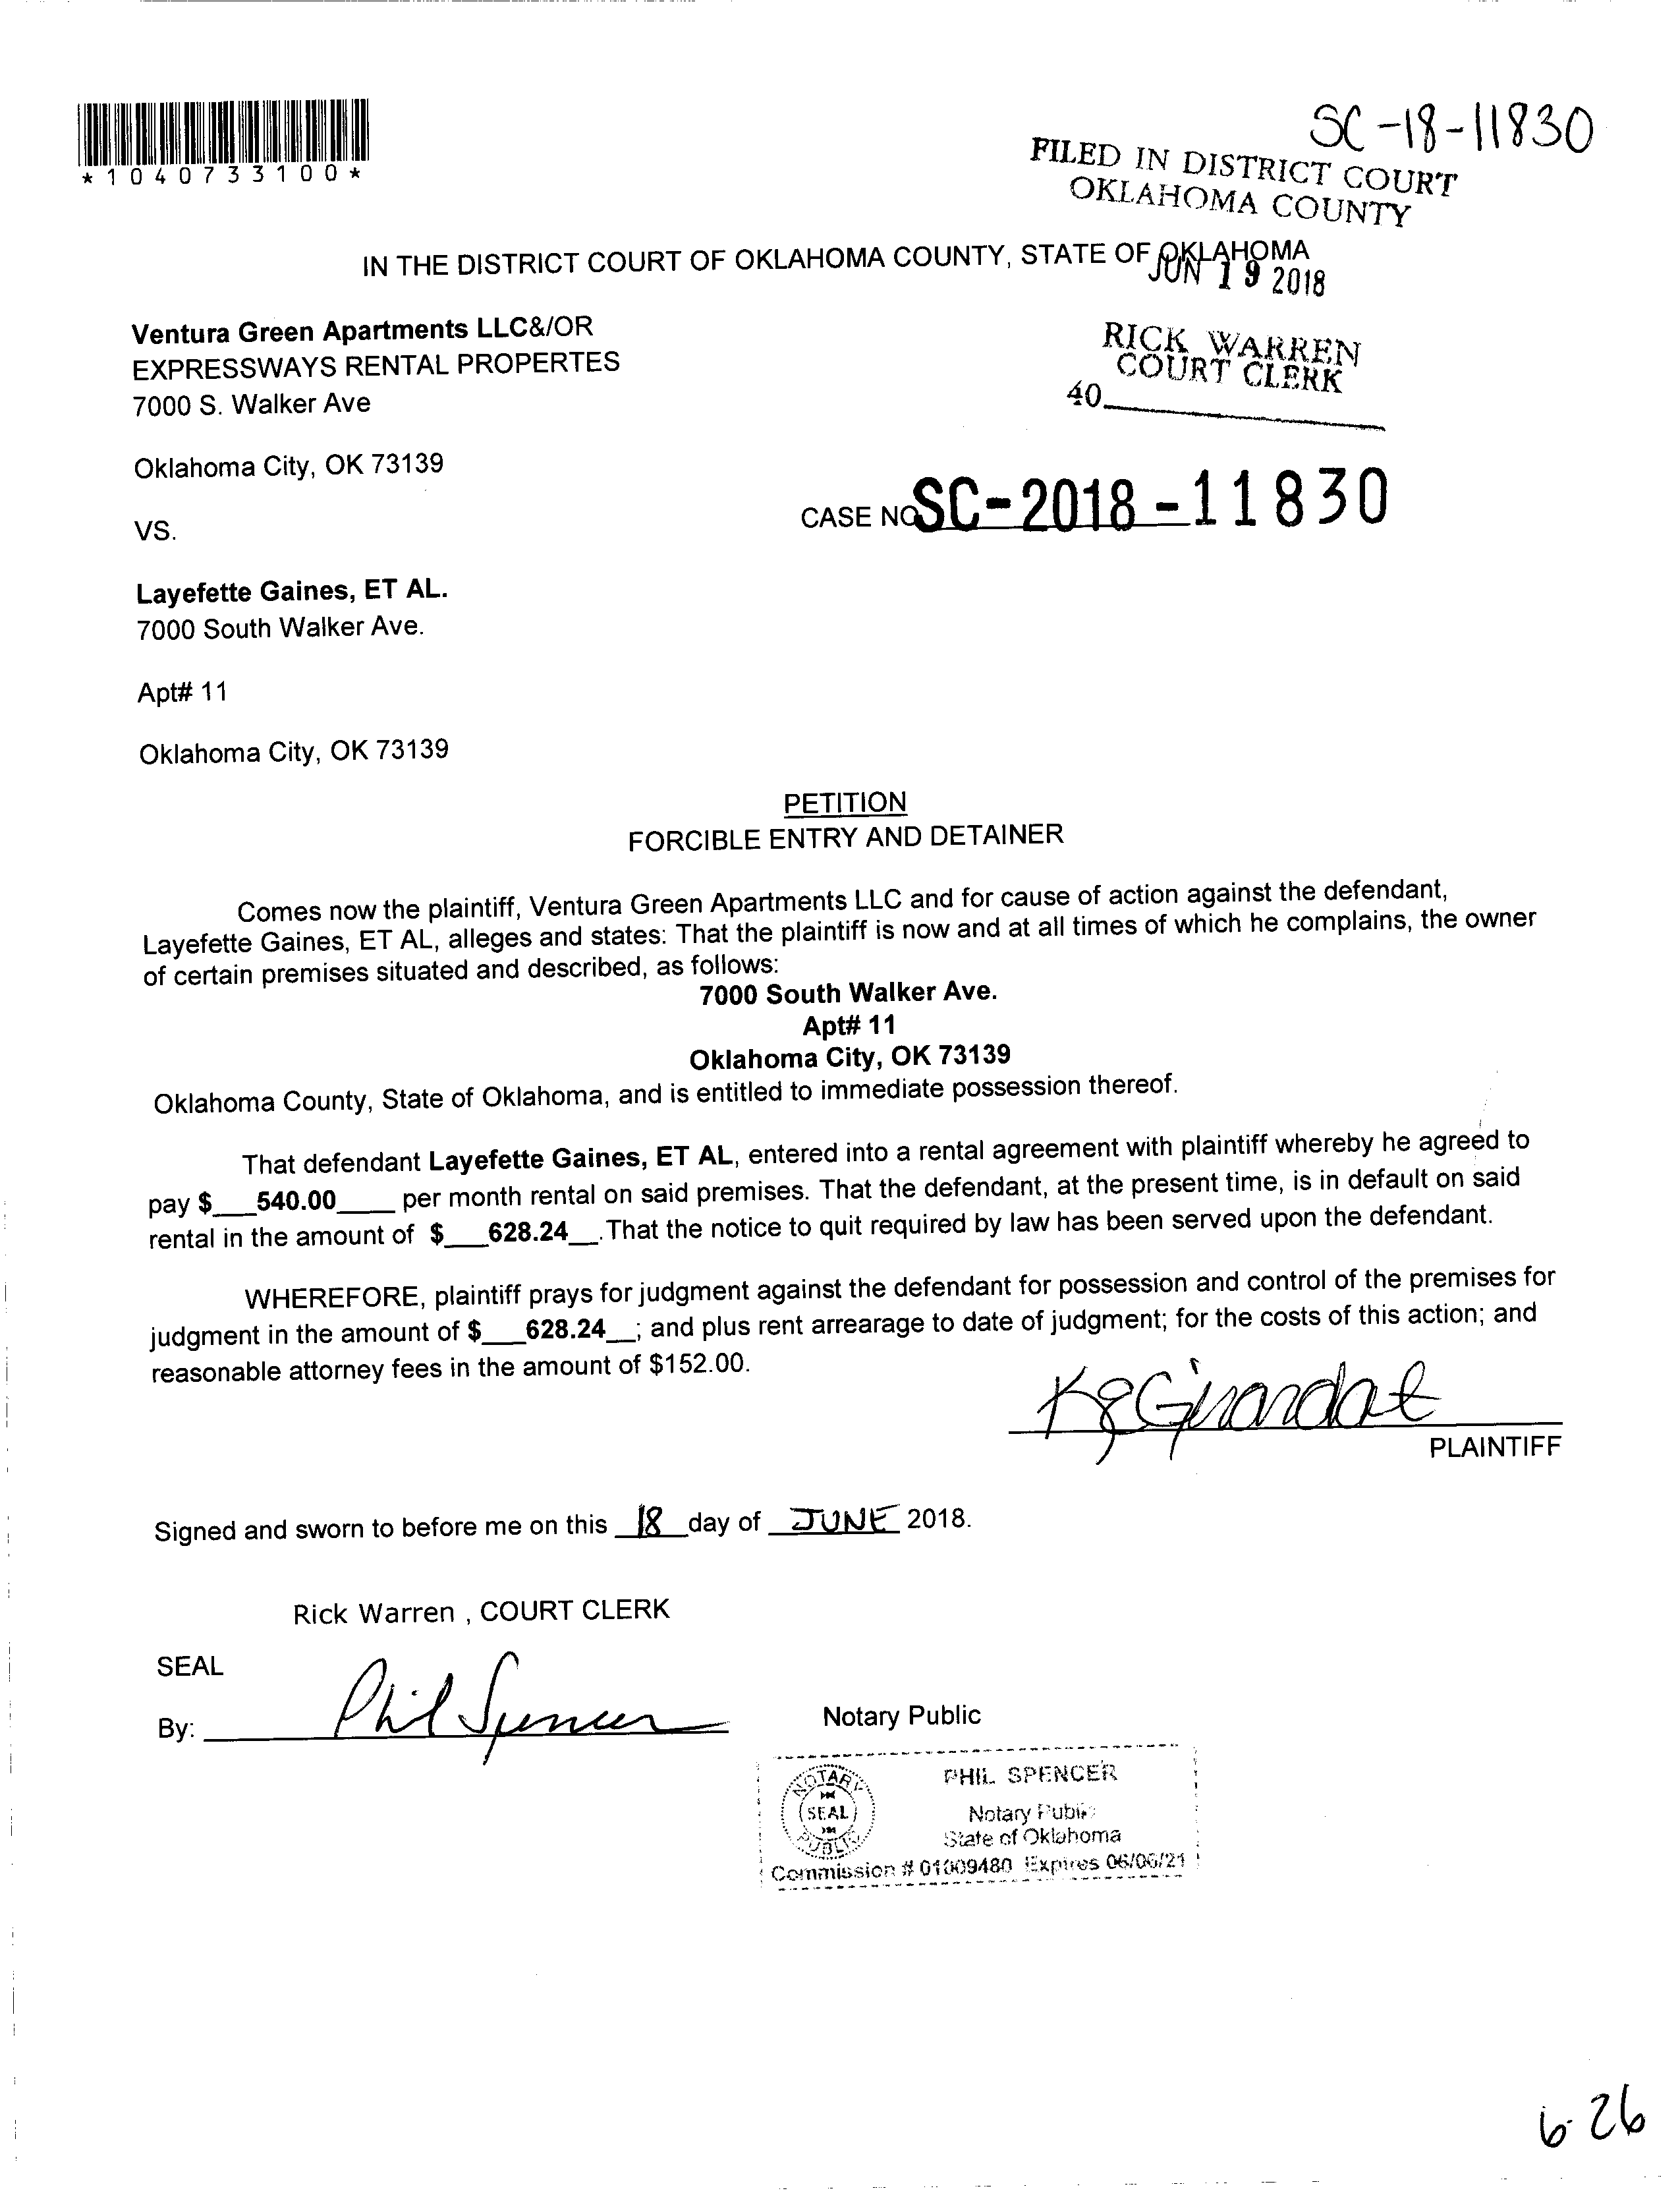 SC-18-11830
*1040733100*
FILED IN DISTRICT COURT
OKLAHOMA COUNTY
IN THE DISTRICT COURT OF OKLAHOMA COUNTY, STATE OF OKLAHOMA
JUN 19 2018
Ventura Green Apartments LLC&/OR
EXPRESSWAYS RENTAL PROPERTES
7000 S. Walker Ave
RICK WARREN
COURT CLERK
40
Oklahoma City, OK 73139
CASE NO SC-2018-11830
VS.
Layefette Gaines, ET AL.
7000 South Walker Ave.
Apt# 11
Oklahoma City, OK 73139
PETITION
FORCIBLE ENTRY AND DETAINER
Comes now the plaintiff, Ventura Green Apartments LLC and for cause of action against the defendant,
Layefette Gaines, ET AL, alleges and states: That the plaintiff is now and at all times of which he complains, the owner
of certain premises situated and described, as follows:
7000 South Walker Ave.
Apt# 11
Oklahoma City, OK 73139
Oklahoma County, State of Oklahoma, and is entitled to immediate possession thereof.
That defendant Layefette Gaines, ET AL, entered into a rental agreement with plaintiff whereby he agreed to
pay $___540.00____ per month rental on said premises. That the defendant, at the present time, is in default on said
rental in the amount of $___628.24__. That the notice to quit required by law has been served upon the defendant.
WHEREFORE, plaintiff prays for judgment against the defendant for possession and control of the premises for
judgment in the amount of $___628.24__; and plus rent arrearage to date of judgment; for the costs of this action; and
reasonable attorney fees in the amount of $152.00.
Girardat
PLAINTIFF
Signed and sworn to before me on this 18 day of JUNE 2018.
Rick Warren , COURT CLERK
SEAL
By: Phil Spencer
Notary Public
NOTARY
SEAL
PUBLIC
PHIL SPENCER
Notary Public
State of Oklahoma
Commission # 01009480 Expires 06/06/21
6-26